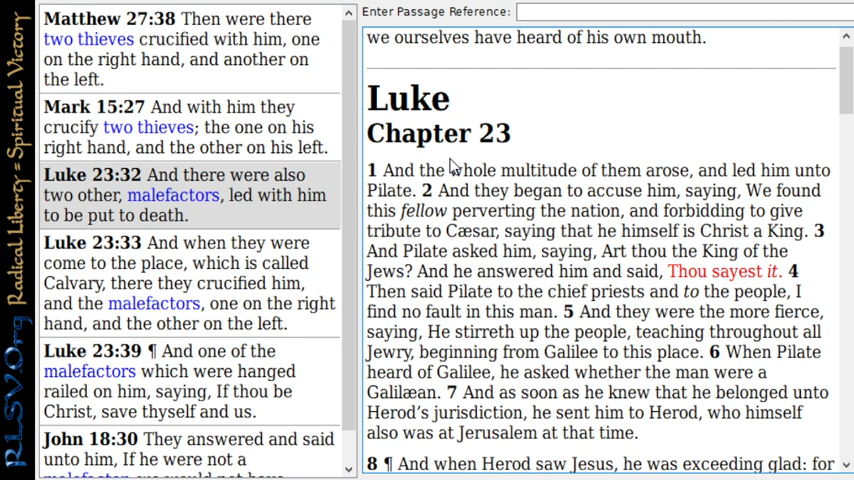 RLSV.Org Radical Liberty = Spiritual Victory
Matthew 27:38 Then were there
two thieves crucified with him, one
on the right hand, and another on
the left.
Mark 15:27 And with him they
crucify two thieves; the one on his
right hand, and the other on his left.
Luke 23:32 And there were also
two other, malefactors, led with him
to be put to death.
Luke 23:33 And when they were
come to the place, which is called
Calvary, there they crucified him,
and the malefactors, one on the right
hand, and the other on the left.
Luke 23:39 ¶ And one of the
malefactors which were hanged
railed on him, saying, If thou be
Christ, save thyself and us.
John 18:30 They answered and said
unto him, If he were not a
Enter Passage Reference:
we ourselves have heard of his own mouth.
Luke
Chapter 23
1 And the whole multitude of them arose, and led him unto
Pilate. 2 And they began to accuse him, saying, We found
this fellow perverting the nation, and forbidding to give
tribute to Cæsar, saying that he himself is Christ a King. 3
And Pilate asked him, saying, Art thou the King of the
Jews? And he answered him and said, Thou sayest it. 4
Then said Pilate to the chief priests and to the people, I
find no fault in this man. 5 And they were the more fierce,
saying, He stirreth up the people, teaching throughout all
Jewry, beginning from Galilee to this place. 6 When Pilate
heard of Galilee, he asked whether the man were a
Galilæan. 7 And as soon as he knew that he belonged unto
Herod's jurisdiction, he sent him to Herod, who himself
also was at Jerusalem at that time.
8 ¶ And when Herod saw Jesus, he was exceeding glad: for